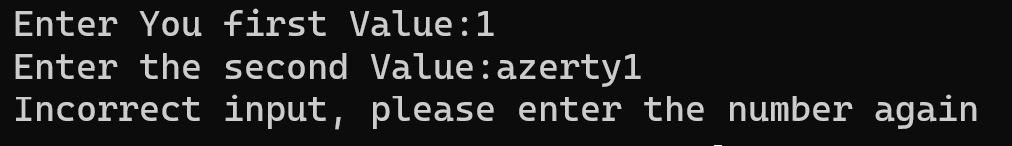 Enter You first Value:1
Enter the second Value:azerty1
Incorrect input, please enter the number again